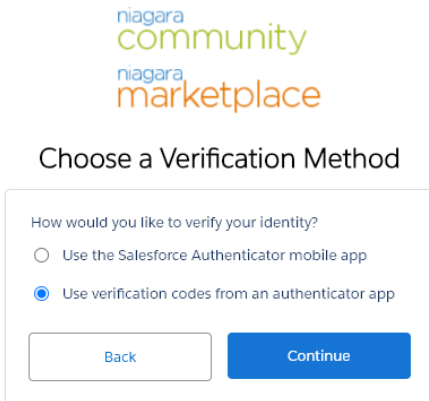 niagara
community
niagara
marketplace
Choose a Verification Method
How would you like to verify your identity?
Use the Salesforce Authenticator mobile app
Use verification codes from an authenticator app
Back
Continue